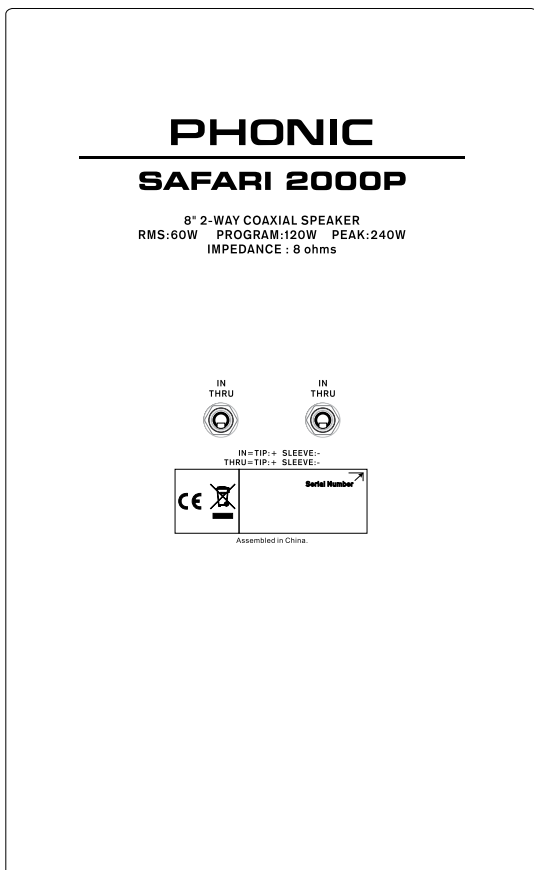 PHONIC
SAFARI 2000P
8" 2-WAY COAXIAL SPEAKER
RMS:60W PROGRAM:120W PEAK:240W
IMPEDANCE : 8 ohms
IN IN
THRU THRU
IN=TIP:+ SLEEVE:-
THRU=TIP:+ SLEEVE:-
Serial Number
CE
Assembled in China.